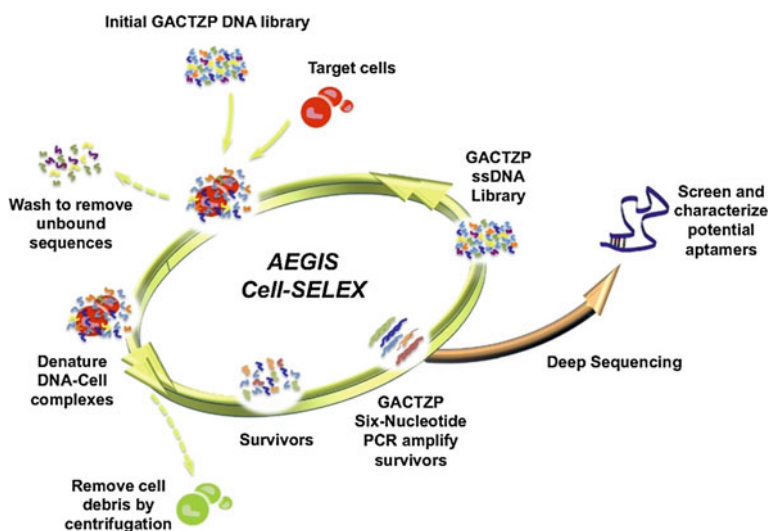 Initial GACTZP DNA library
Target cells
GACTZP
ssDNA
Library
Screen and
characterize
potential
aptamers
Wash to remove
unbound
sequences
AEGIS
Cell-SELEX
Denature
DNA-Cell
complexes
Survivors
GACTZP
Six-Nucleotide
PCR amplify
survivors
Deep Sequencing
Remove cell
debris by
centrifugation